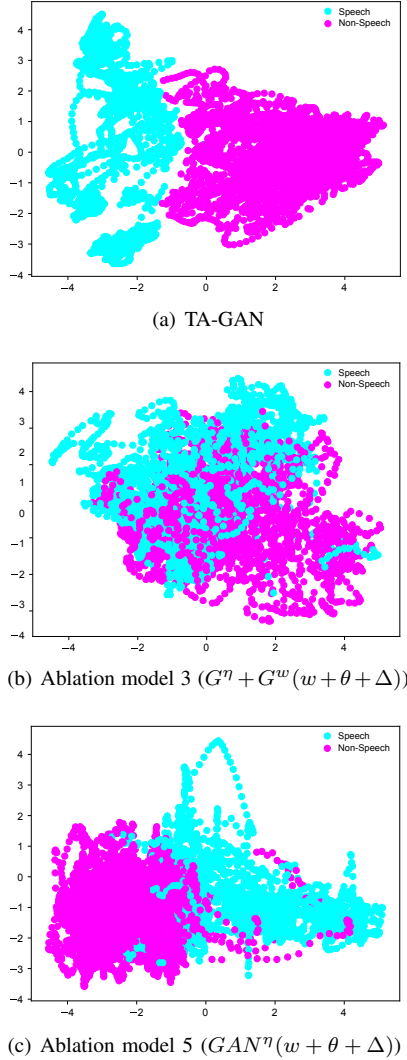 Speech
Non-Speech
4
3
2
1
0
−1
−2
−3
−4
−4 −2 0 2 4
(a) TA-GAN
Speech
Non-Speech
4
3
2
1
0
−1
−2
−3
−4
−4 −2 0 2 4
(b) Ablation model 3 (G^η + G^w(w + θ + Δ))
Speech
Non-Speech
4
3
2
1
0
−1
−2
−3
−4
−4 −2 0 2 4
(c) Ablation model 5 (GAN^η(w + θ + Δ))